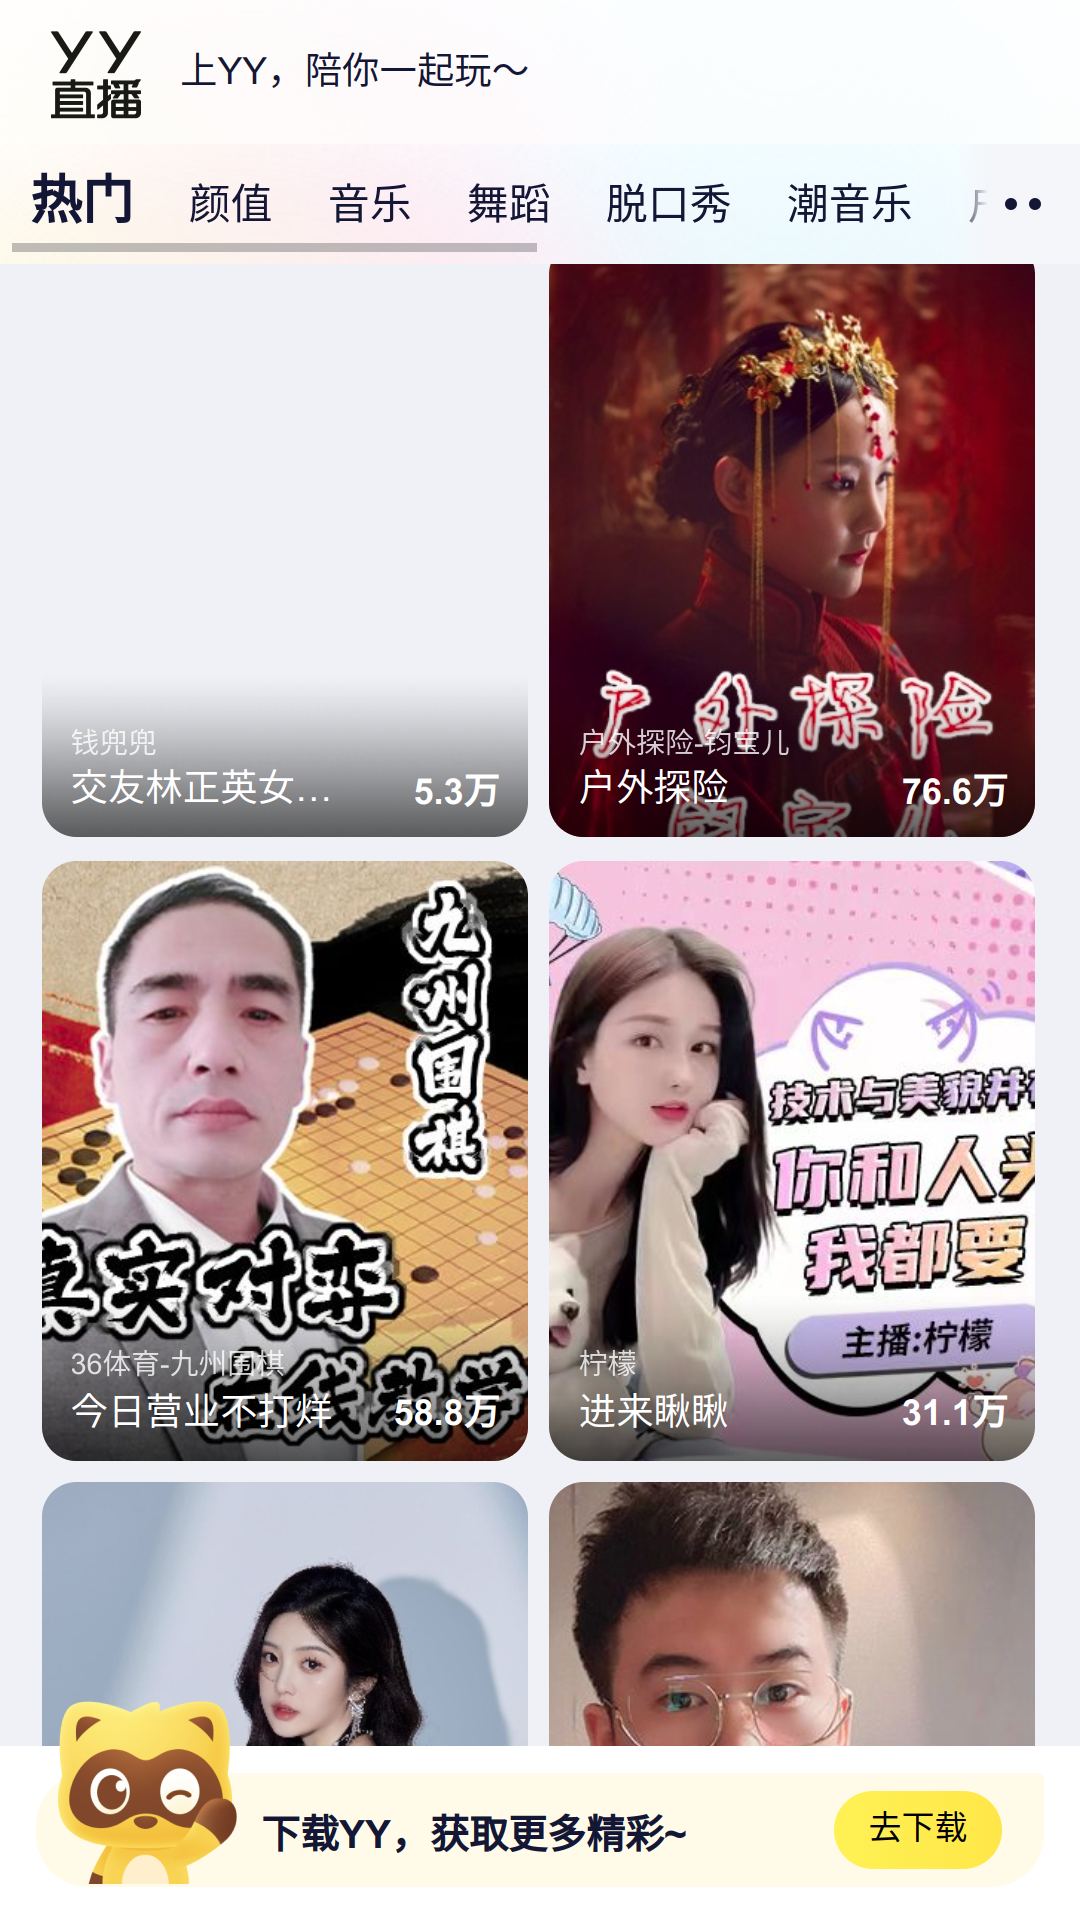 YY
直播
上YY，陪你一起玩～
热门 颜值 音乐 舞蹈 脱口秀 潮音乐
钱兜兜
交友林正英女…
5.3万
户外探险
户外探险-钧宝儿
户外探险
76.6万
九州围棋
真实对弈
36体育-九州围棋
今日营业不打烊
58.8万
技术与美貌并
你和人头
我都要
主播:柠檬
柠檬
进来瞅瞅
31.1万
下载YY，获取更多精彩~
去下载